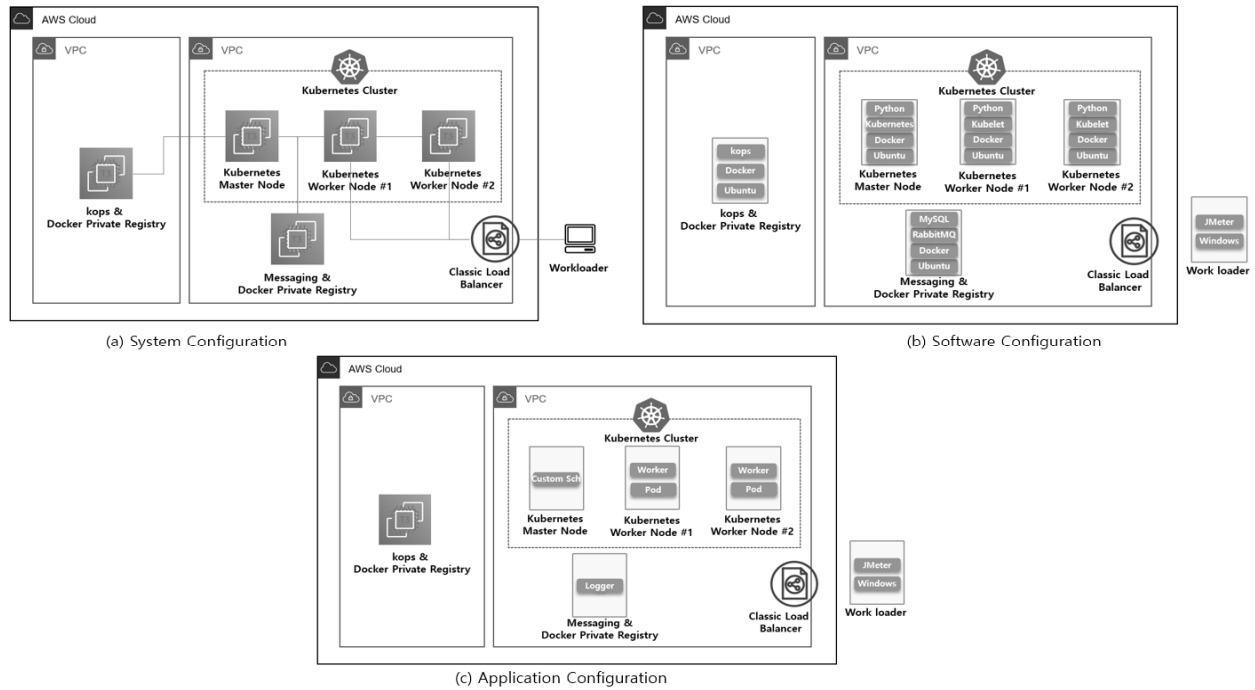 AWS Cloud
VPC
VPC
Kubernetes Cluster
Kubernetes
Master Node
Kubernetes
Worker Node #1
Kubernetes
Worker Node #2
T3
kops &
Docker Private Registry
Messaging &
Docker Private Registry
Classic Load
Balancer
Workloader
(a) System Configuration
AWS Cloud
VPC
VPC
Kubernetes Cluster
Python
Kubernetes
Docker
Ubuntu
Kubernetes
Master Node
Python
Kubelet
Docker
Ubuntu
Kubernetes
Worker Node #1
Python
Kubelet
Docker
Ubuntu
Kubernetes
Worker Node #2
kops
Docker
Ubuntu
kops &
Docker Private Registry
MySQL
RabbitMQ
Docker
Ubuntu
Messaging &
Docker Private Registry
Classic Load
Balancer
JMeter
Windows
Work loader
(b) Software Configuration
AWS Cloud
VPC
VPC
Kubernetes Cluster
Custom Sch
Kubernetes
Master Node
Worker
Pod
Kubernetes
Worker Node #1
Worker
Pod
Kubernetes
Worker Node #2
T3
kops &
Docker Private Registry
Logger
Messaging &
Docker Private Registry
Classic Load
Balancer
JMeter
Windows
Work loader
(c) Application Configuration